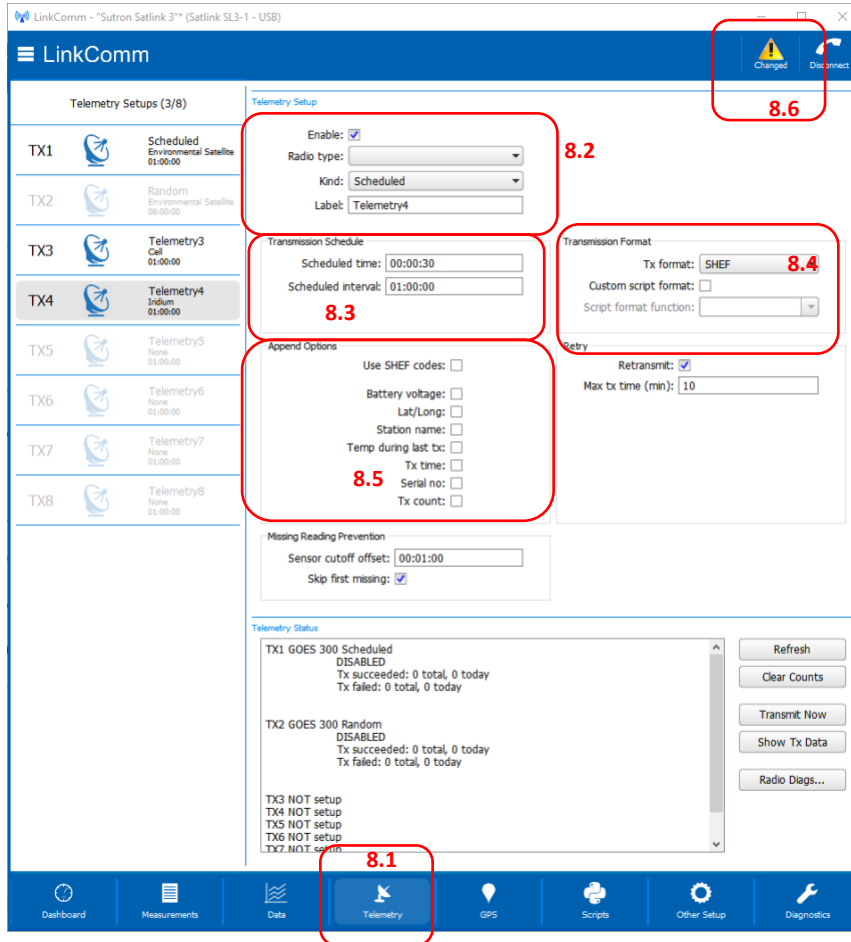 LinkComm - "Sutron Satlink 3"* (Satlink SL3-1 - USB)
LinkComm
Changed
Disconnect
8.6
Telemetry Setups (3/8)
TX1
Scheduled
Environmental Satellite
01:00:00
TX2
Random
Environmental Satellite
08:00:00
TX3
Telemetry3
Cell
01:00:00
TX4
Telemetry4
Iridium
01:00:00
TX5
Telemetry5
None
01:00:00
TX6
Telemetry6
None
01:00:00
TX7
Telemetry7
None
01:00:00
TX8
Telemetry8
None
01:00:00
Telemetry Setup
Enable:
Radio type:
Kind: Scheduled
Label: Telemetry4
8.2
Transmission Schedule
Scheduled time: 00:00:30
Scheduled interval: 01:00:00
8.3
Transmission Format
Tx format: SHEF
8.4
Custom script format:
Script format function:
Append Options
Use SHEF codes:
Battery voltage:
Lat/Long:
Station name:
Temp during last tx:
Tx time:
8.5
Serial no:
Tx count:
Retry
Retransmit:
Max tx time (min): 10
Missing Reading Prevention
Sensor cutoff offset: 00:01:00
Skip first missing:
Telemetry Status
TX1 GOES 300 Scheduled
DISABLED
Tx succeeded: 0 total, 0 today
Tx failed: 0 total, 0 today
TX2 GOES 300 Random
DISABLED
Tx succeeded: 0 total, 0 today
Tx failed: 0 total, 0 today
TX3 NOT setup
TX4 NOT setup
TX5 NOT setup
TX6 NOT setup
TX7 NOT setup
Refresh
Clear Counts
Transmit Now
Show Tx Data
Radio Diags...
8.1
Dashboard
Measurements
Data
Telemetry
GPS
Scripts
Other Setup
Diagnostics